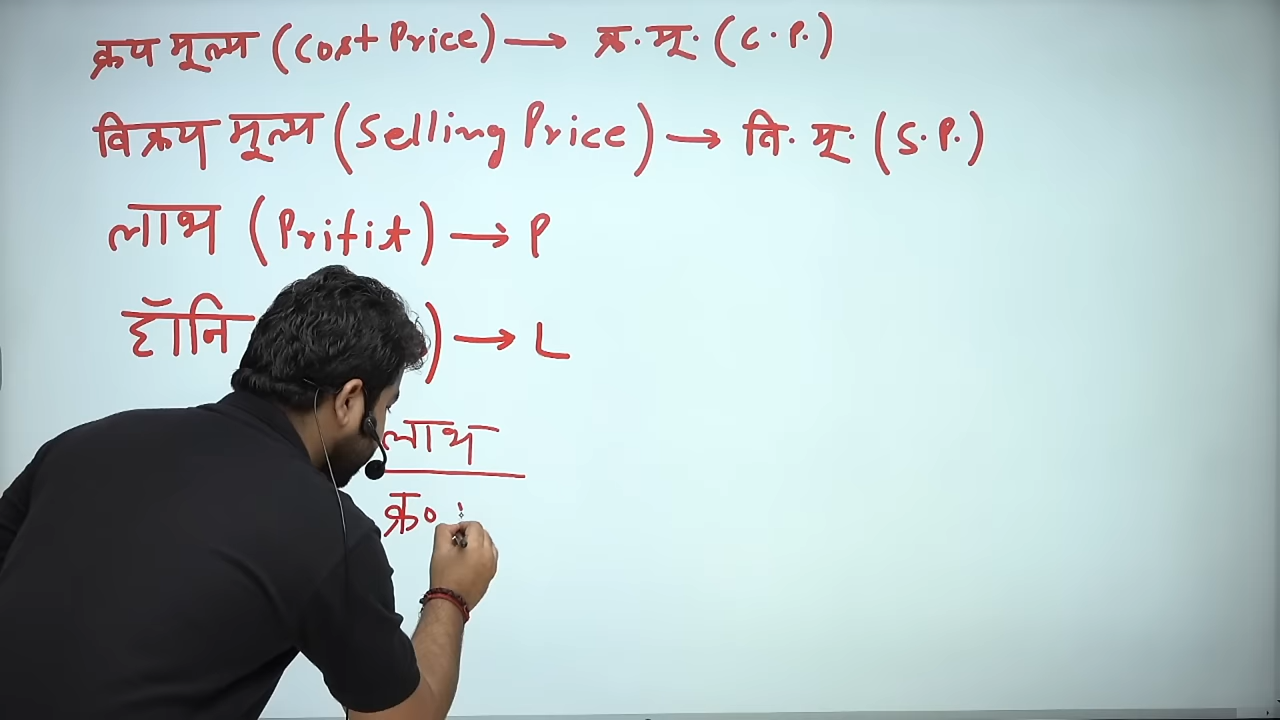 क्रय मूल्य (Cost Price) → क्र.मू. (C.P.)
विक्रय मूल्य (Selling Price) → वि.मू. (S.P.)
लाभ (Prifit) → P
हॉनि ) → L
लाभ
क्र०